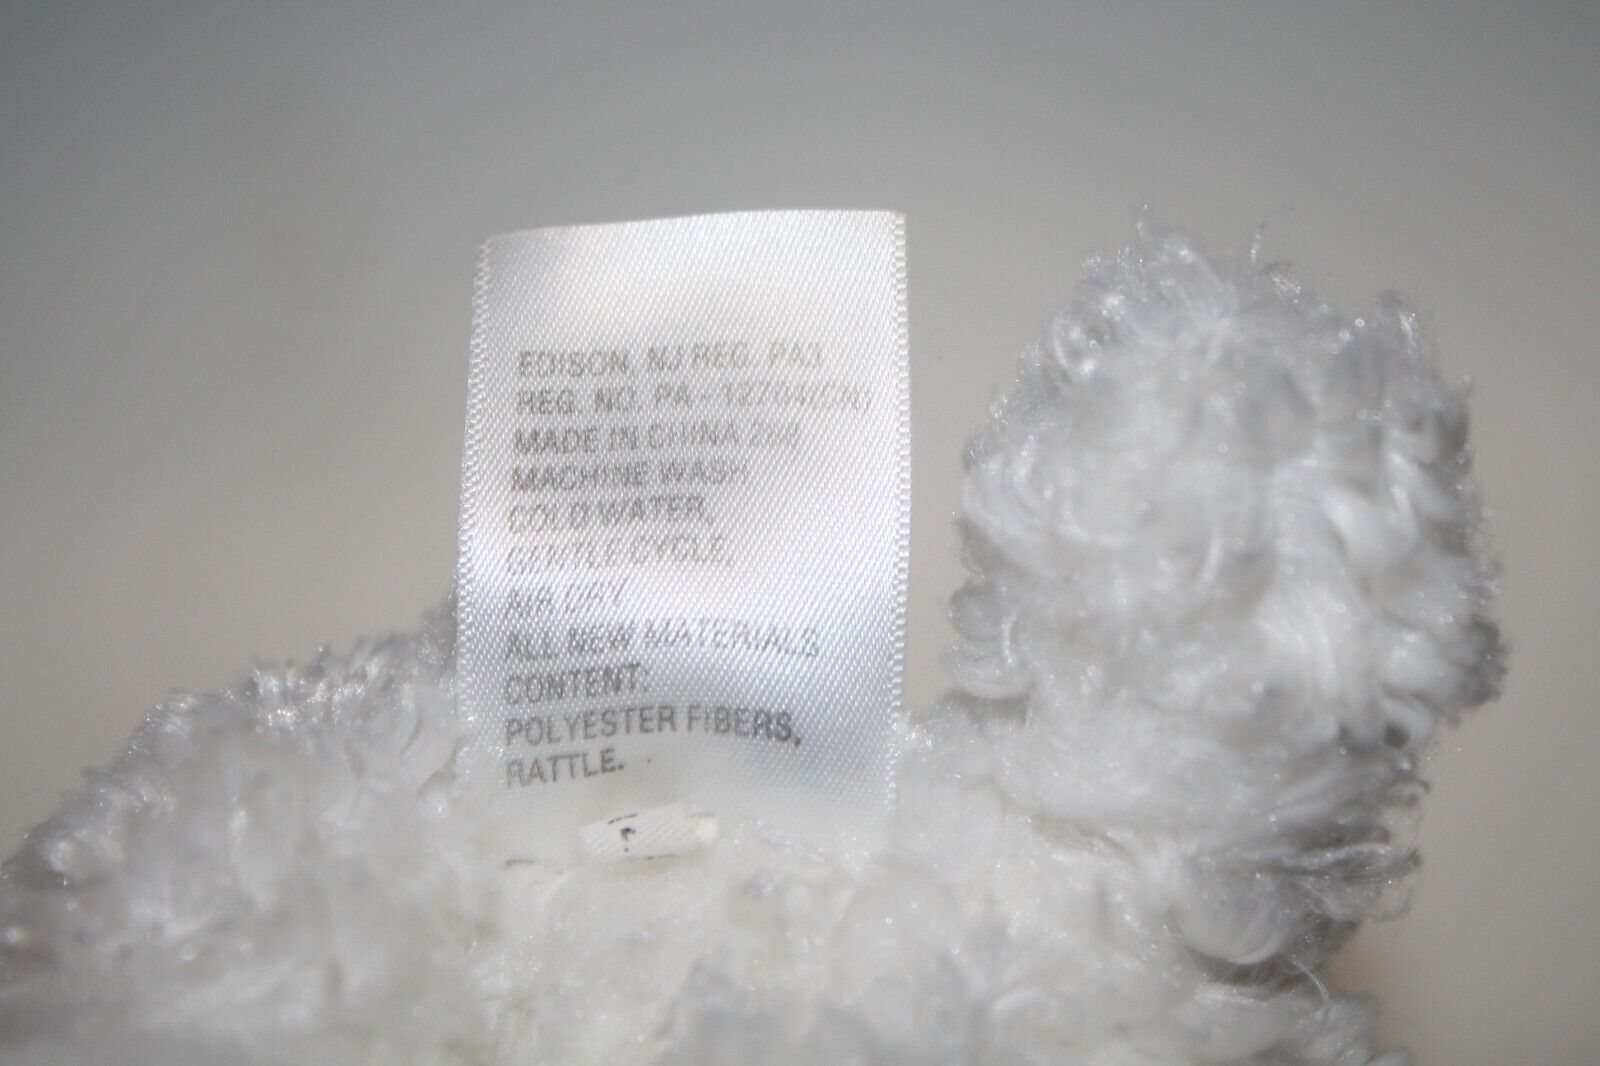 EDISON, NJ REG. PA3
REG. NO. PA -
MADE IN CHINA
MACHINE WASH
COLD WATER,
GENTLE CYCLE
AIR DRY
ALL NEW MATERIALS
CONTENT:
POLYESTER FIBERS,
RATTLE.